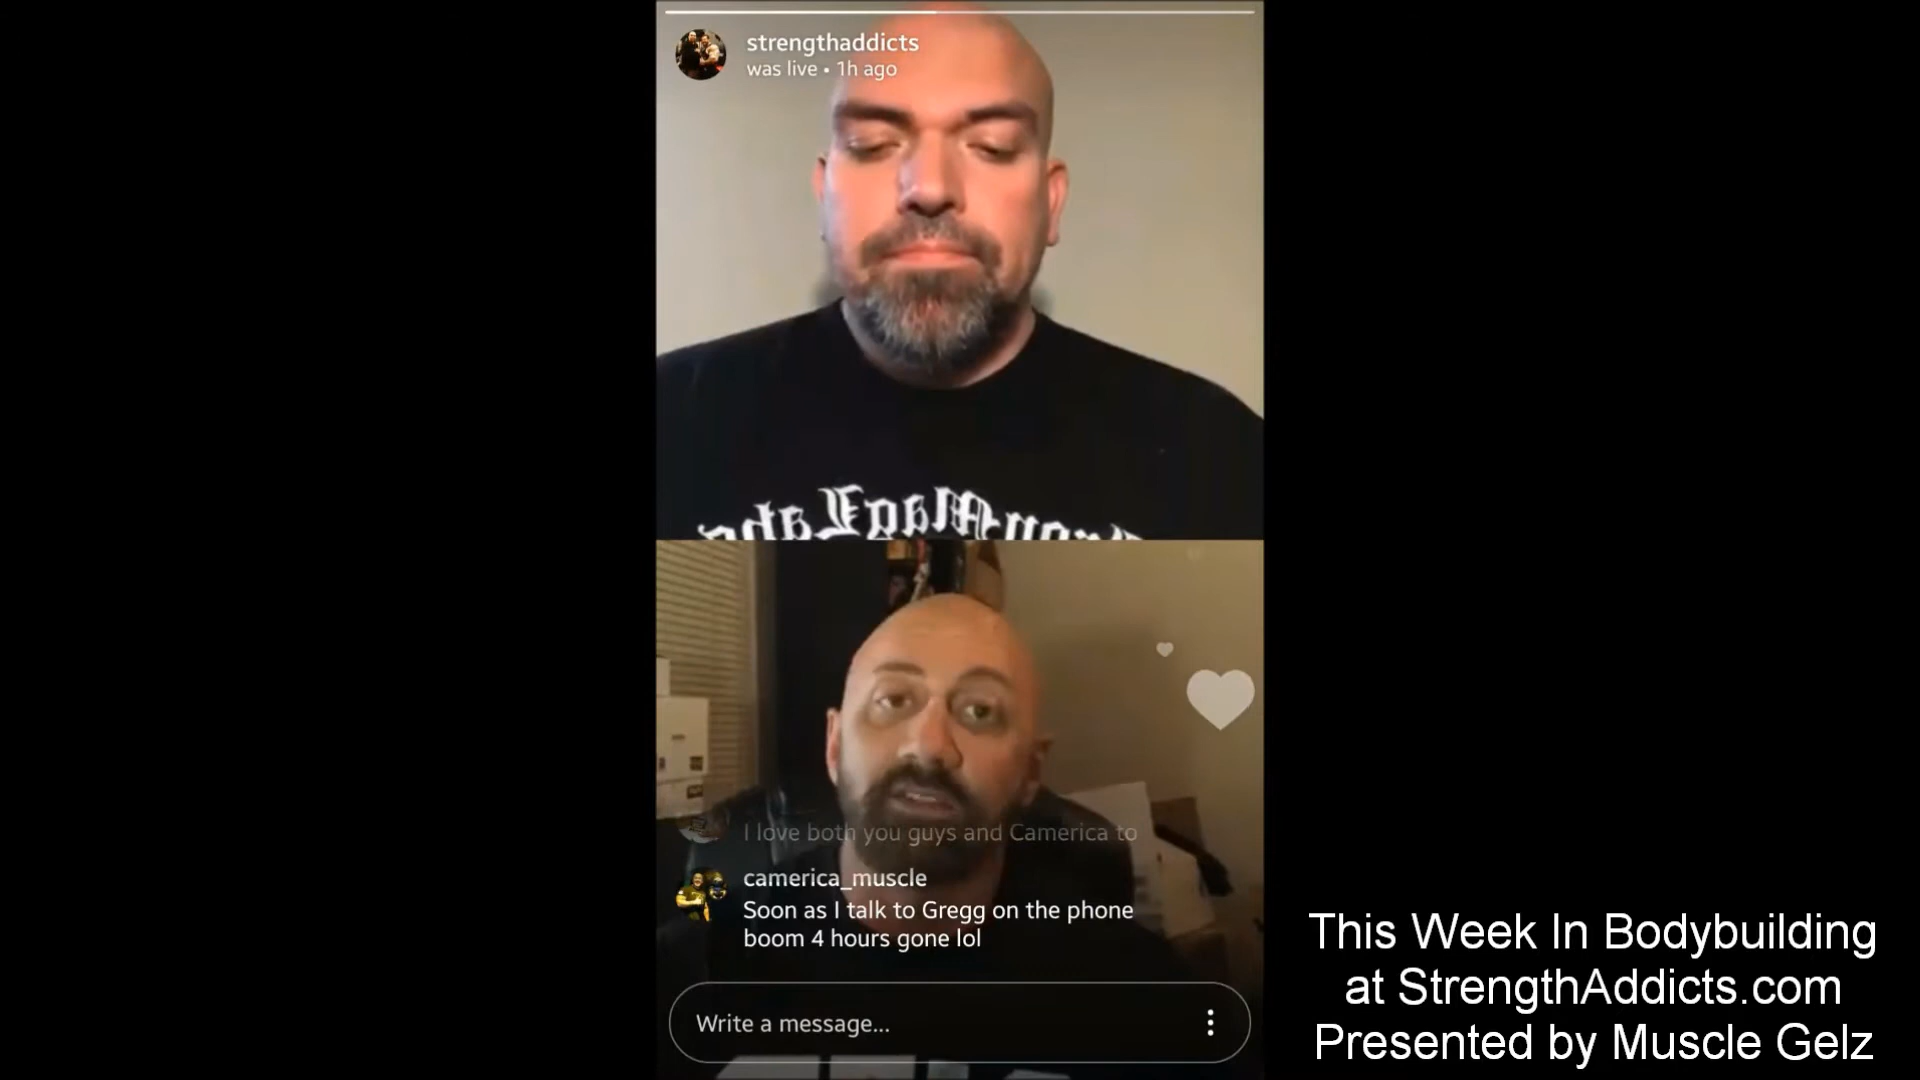 strengthaddicts
was live • 1h ago
I love both you guys and Camerica to
camerica_muscle
Soon as I talk to Gregg on the phone
boom 4 hours gone lol
Write a message...
This Week In Bodybuilding
at StrengthAddicts.com
Presented by Muscle Gelz